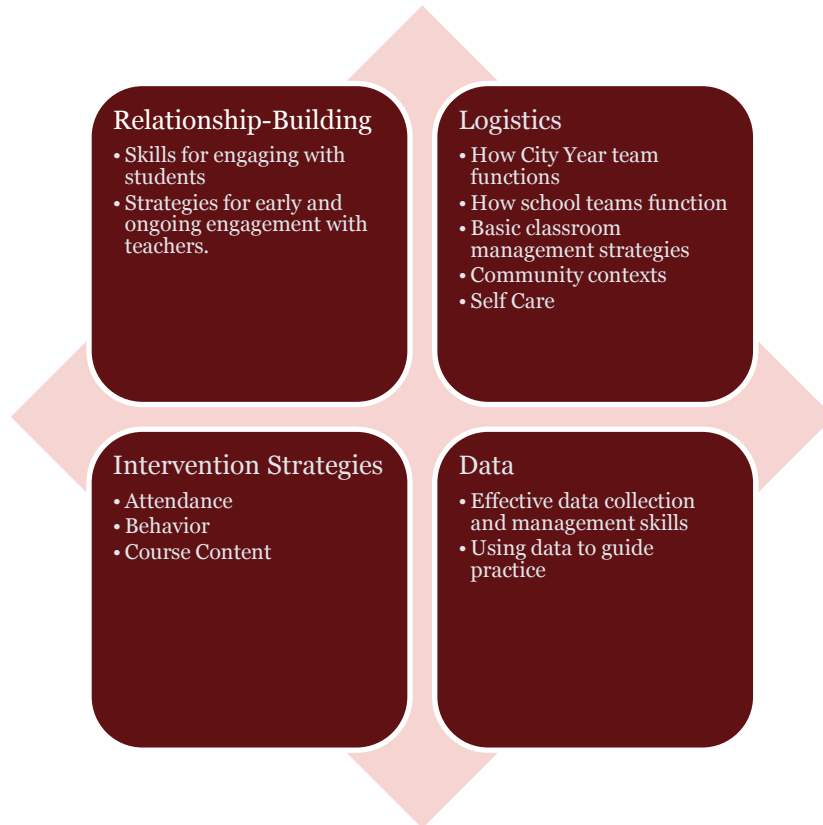 Relationship-Building
• Skills for engaging with
students
• Strategies for early and
ongoing engagement with
teachers.
Logistics
• How City Year team
functions
• How school teams function
• Basic classroom
management strategies
• Community contexts
• Self Care
Intervention Strategies
• Attendance
• Behavior
• Course Content
Data
• Effective data collection
and management skills
• Using data to guide
practice